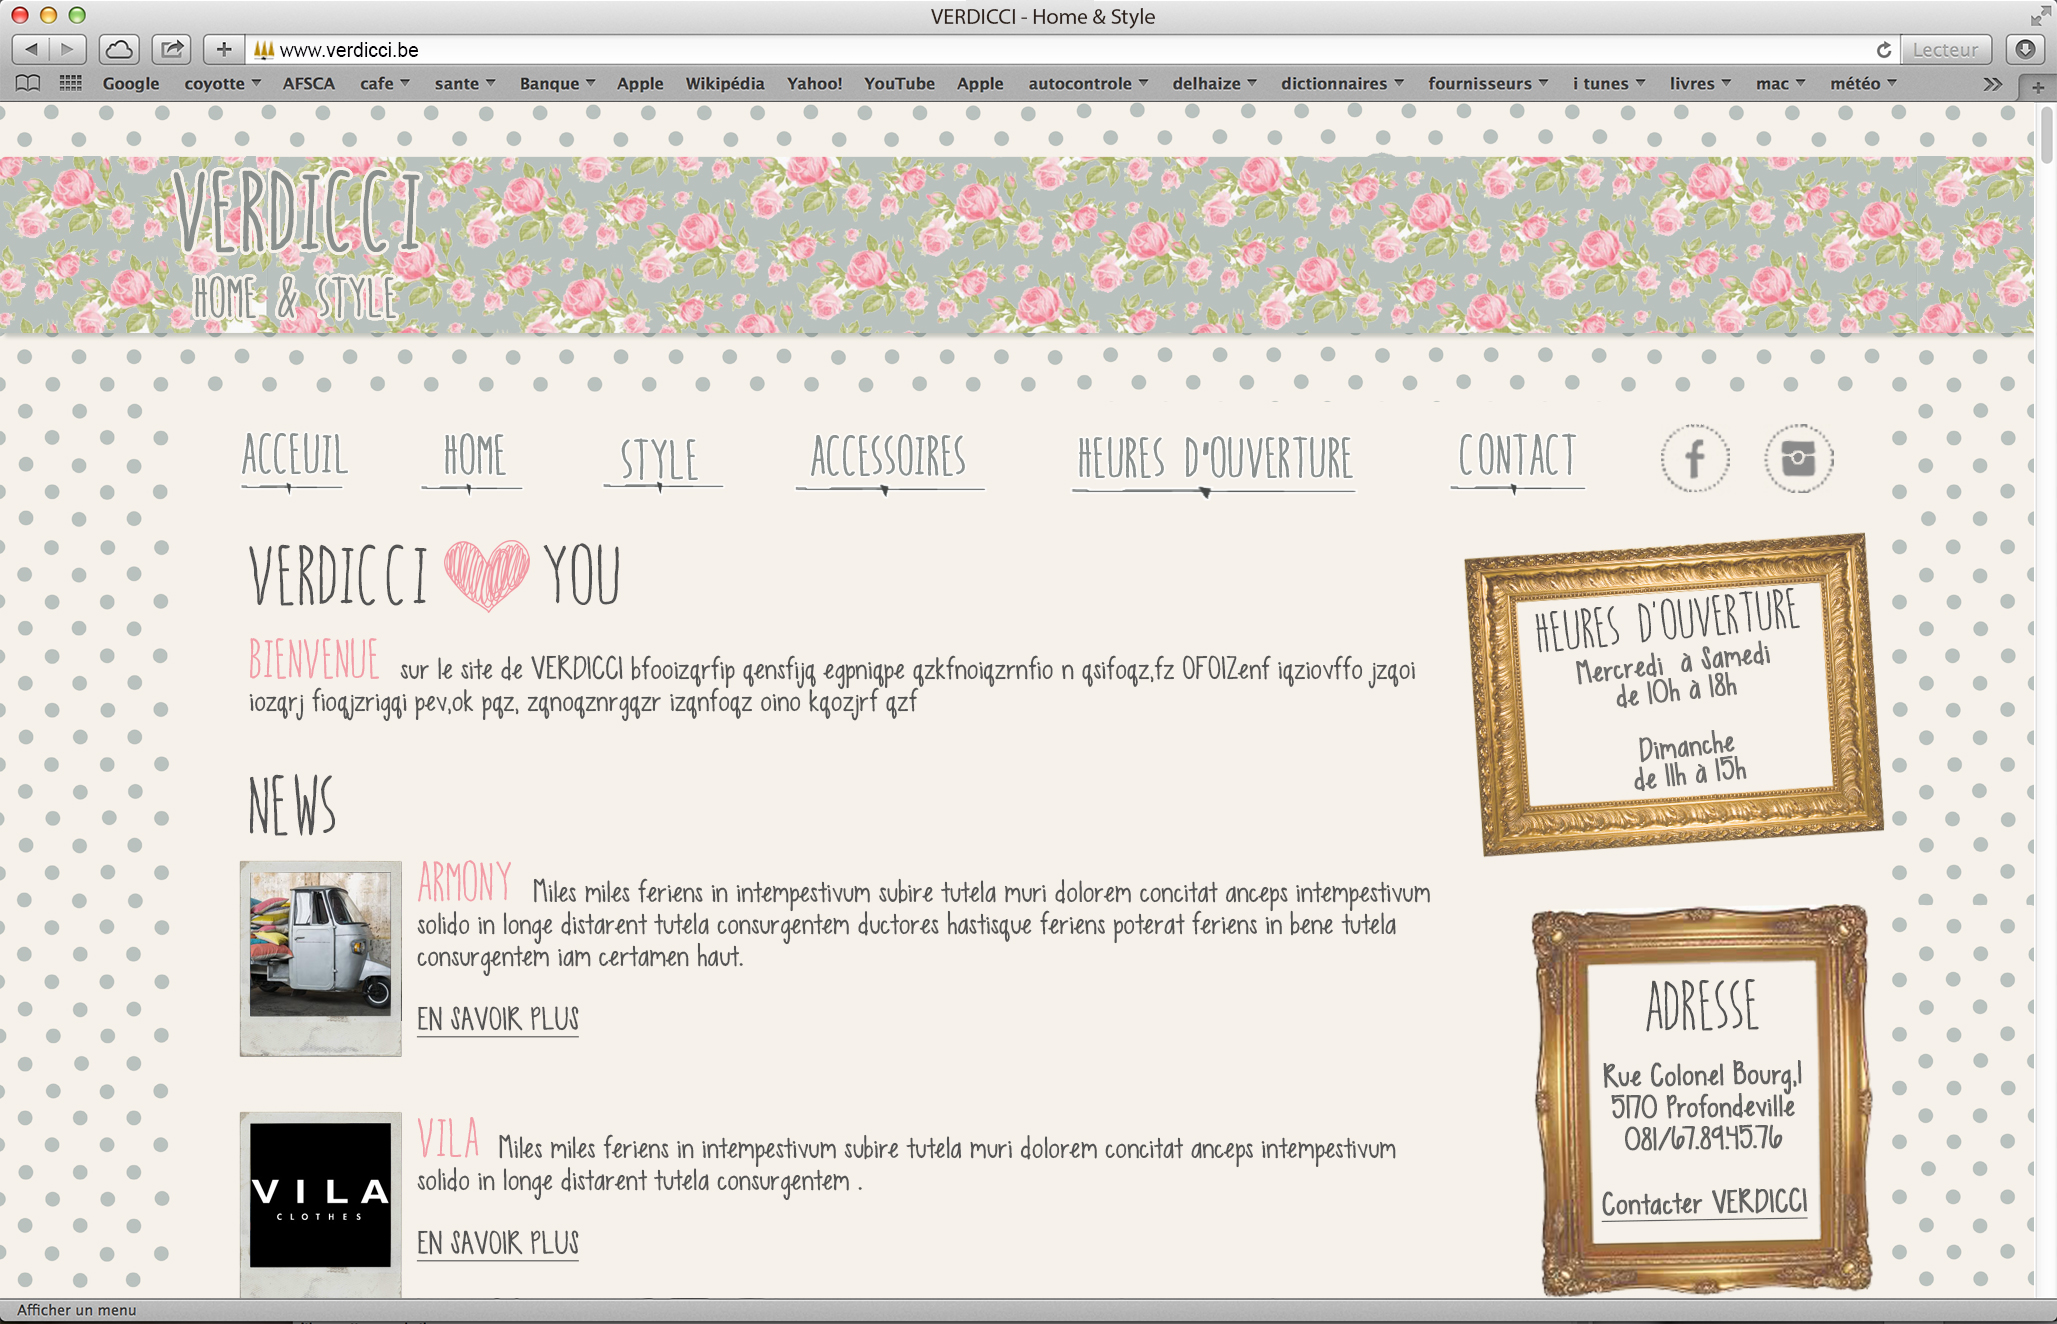 VERDICCI - Home & Style
www.verdicci.be
Lecteur
Google coyotte AFSCA cafe sante Banque Apple Wikipédia Yahoo! YouTube Apple autocontrole delhaize dictionnaires fournisseurs i tunes livres mac météo
VERDICCI
HOME & STYLE
ACCEUIL HOME STYLE ACCESSOIRES HEURES D'OUVERTURE CONTACT
VERDICCI YOU
BIENVENUE sur le site de VERDICCI bfooizqrfip qensfijq egpniqpe qzkfnoiqzrnfio n qsifoqz,fz OFOIZenf iqziovffo jzqoi
iozqrj fioqjzrigqi pev,ok pqz, zqnoqznrgqzr izqnfoqz oino kqozjrf qzf
HEURES D'OUVERTURE
Mercredi à Samedi
de 10h à 18h
Dimanche
de 11h à 15h
NEWS
ARMONY Miles miles feriens in intempestivum subire tutela muri dolorem concitat anceps intempestivum
solido in longe distarent tutela consurgentem ductores hastisque feriens poterat feriens in bene tutela
consurgentem iam certamen haut.
EN SAVOIR PLUS
VILA
CLOTHES
VILA Miles miles feriens in intempestivum subire tutela muri dolorem concitat anceps intempestivum
solido in longe distarent tutela consurgentem .
EN SAVOIR PLUS
ADRESSE
Rue Colonel Bourg,1
5170 Profondeville
081/67.89.45.76
Contacter VERDICCI
Afficher un menu